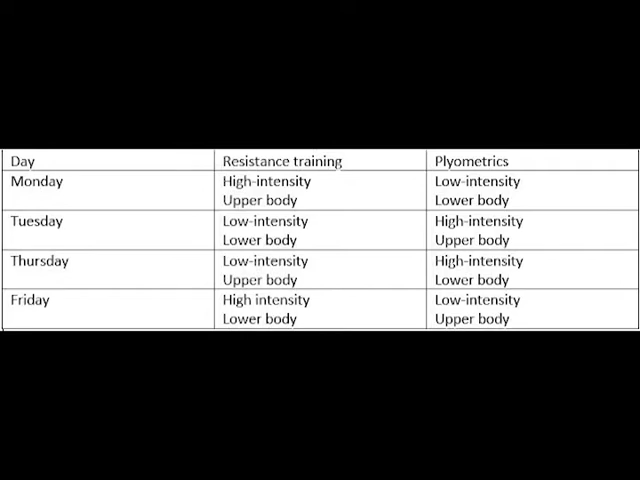 Day Resistance training Plyometrics
Monday High-intensity Low-intensity
Upper body Lower body
Tuesday Low-intensity High-intensity
Lower body Upper body
Thursday Low-intensity High-intensity
Upper body Lower body
Friday High intensity Low-intensity
Lower body Upper body